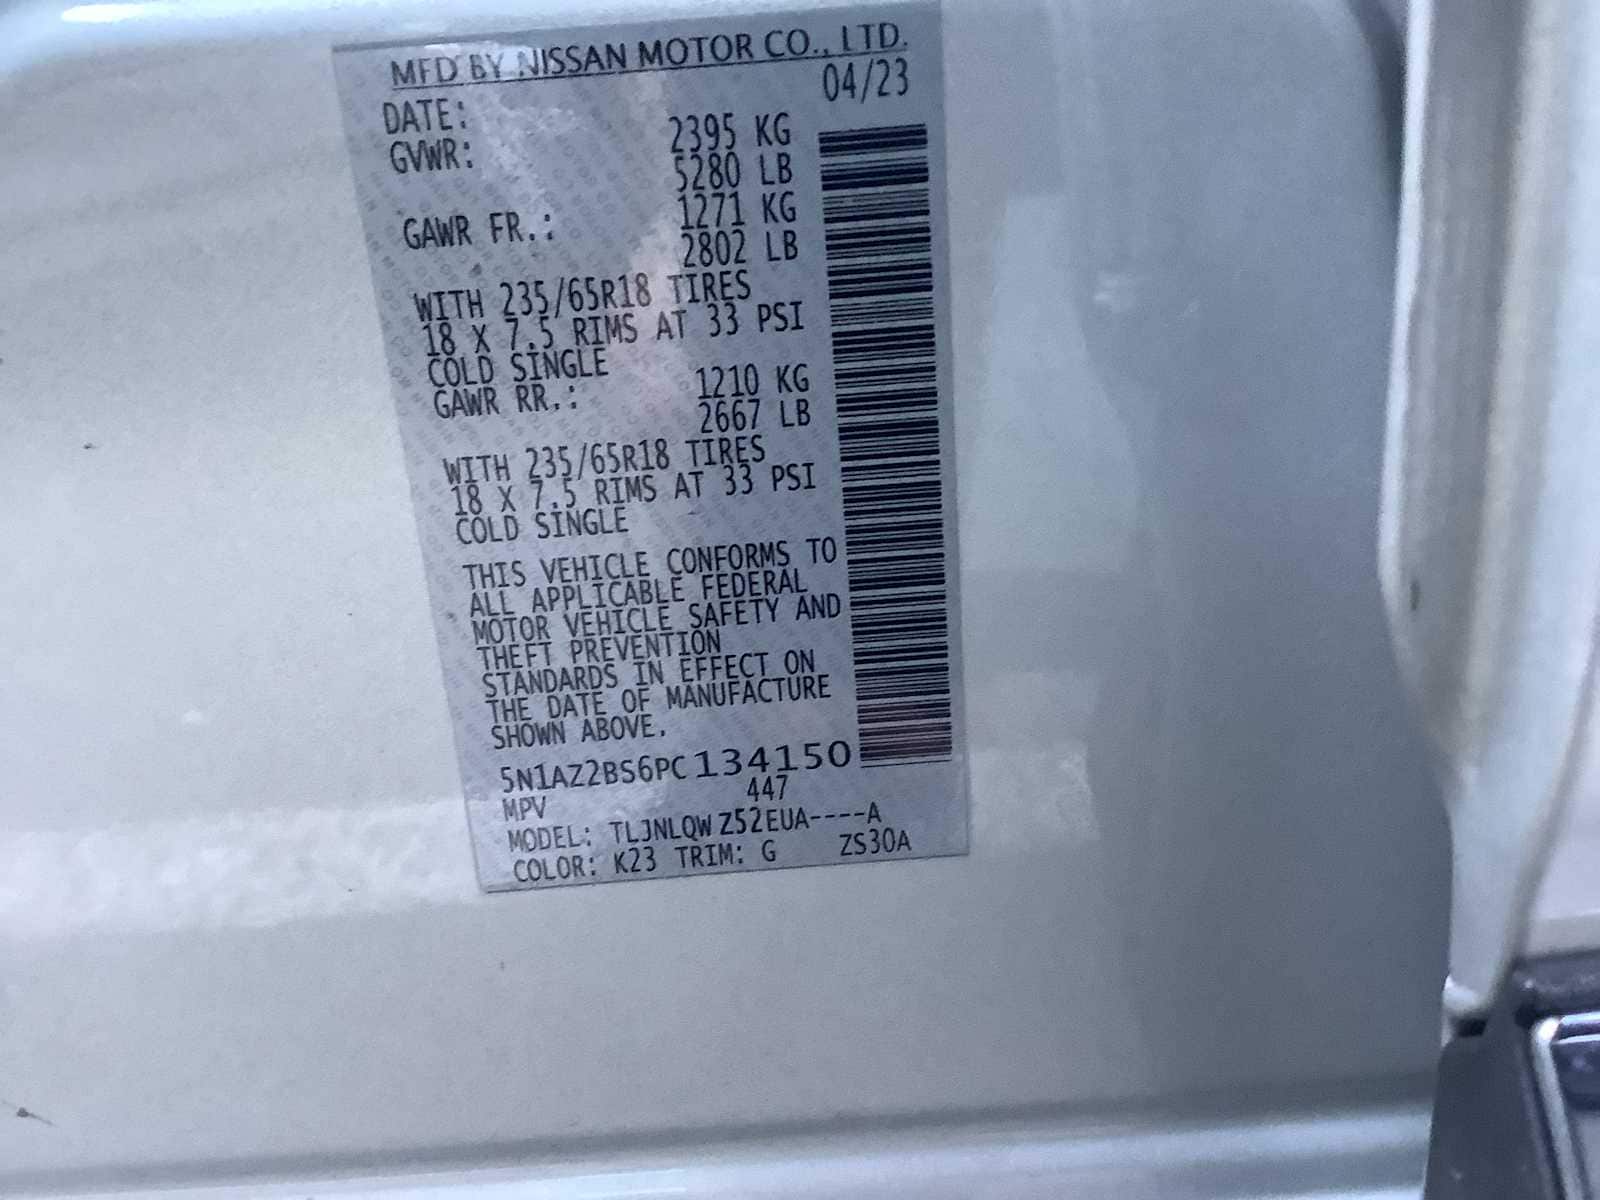 MFD BY NISSAN MOTOR CO., LTD.
DATE: 04/23
GVWR: 2395 KG
5280 LB
GAWR FR.: 1271 KG
2802 LB
WITH 235/65R18 TIRES
18 X 7.5 RIMS AT 33 PSI
COLD SINGLE
GAWR RR.: 1210 KG
2667 LB
WITH 235/65R18 TIRES
18 X 7.5 RIMS AT 33 PSI
COLD SINGLE
THIS VEHICLE CONFORMS TO
ALL APPLICABLE FEDERAL
MOTOR VEHICLE SAFETY AND
THEFT PREVENTION
STANDARDS IN EFFECT ON
THE DATE OF MANUFACTURE
SHOWN ABOVE.
5N1AZ2BS6PC134150
MPV 447
MODEL: TLJNLQWZ52EUA----A
COLOR: K23 TRIM: G ZS30A